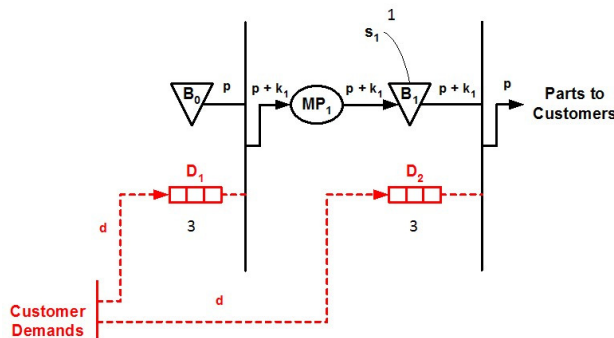 1
s1
p
p + k1
p + k1
p + k1
p
B0
MP1
B1
Parts to
Customers
D1
D2
3
3
d
d
Customer
Demands